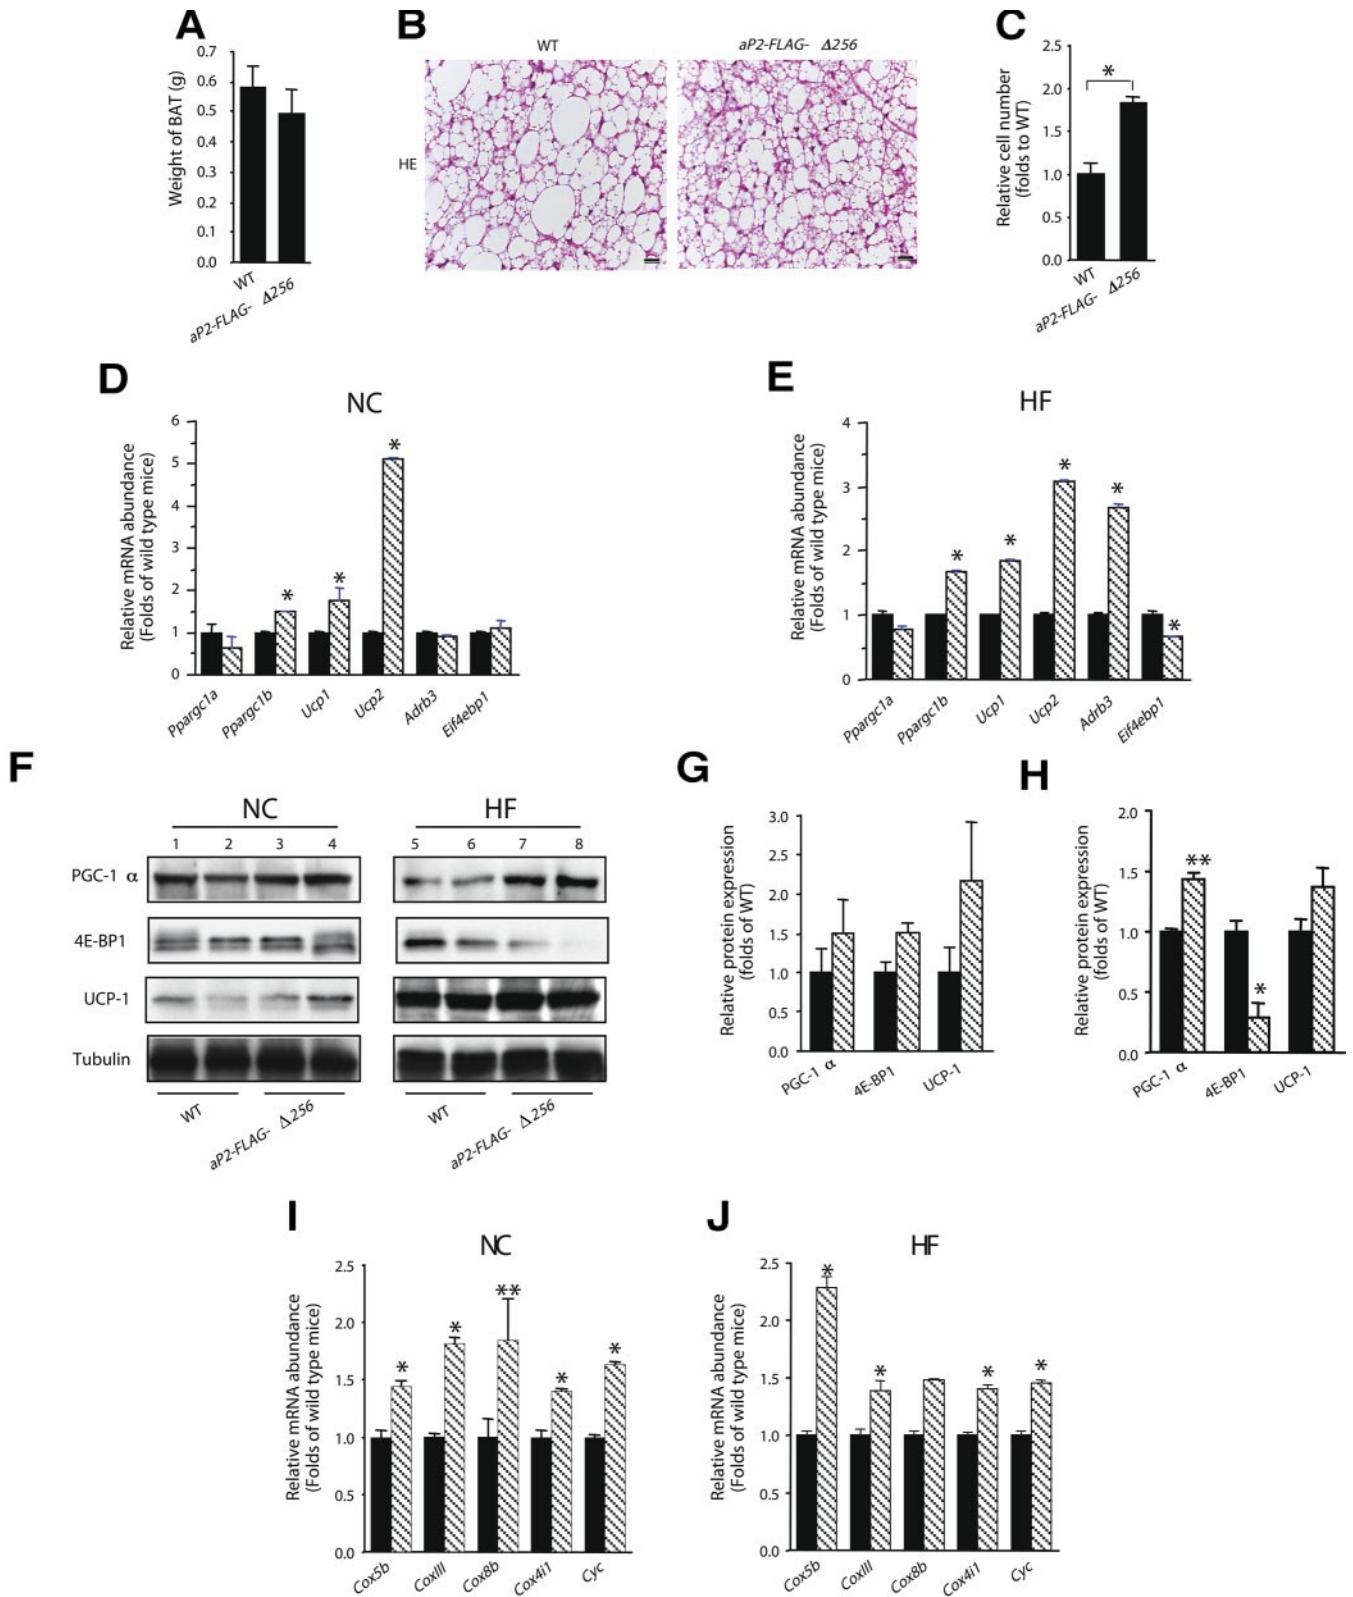 A
Weight of BAT (g)
0.7
0.6
0.5
0.4
0.3
0.2
0.1
0.0
WT
aP2-FLAG- Δ256
B
WT
aP2-FLAG- Δ256
HE
C
Relative cell number
(folds to WT)
2.5
2.0
1.5
1.0
0.5
0.0
*
WT
aP2-FLAG- Δ256
D
NC
Relative mRNA abundance
(Folds of wild type mice)
6
5
4
3
2
1
0
* * *
Ppargc1a
Ppargc1b
Ucp1
Ucp2
Adrb3
Eif4ebp1
E
HF
Relative mRNA abundance
(Folds of wild type mice)
4
3
2
1
0
* * * * *
Ppargc1a
Ppargc1b
Ucp1
Ucp2
Adrb3
Eif4ebp1
F
NC HF
1 2 3 4 5 6 7 8
PGC-1 α
4E-BP1
UCP-1
Tubulin
WT
aP2-FLAG- Δ256
WT
aP2-FLAG- Δ256
G
Relative protein expression
(folds of WT)
3.0
2.5
2.0
1.5
1.0
0.5
0.0
PGC-1 α
4E-BP1
UCP-1
H
Relative protein expression
(folds of WT)
2.0
1.5
1.0
0.5
0.0
** *
PGC-1 α
4E-BP1
UCP-1
I
NC
Relative mRNA abundance
(Folds of wild type mice)
2.5
2.0
1.5
1.0
0.5
0.0
* * ** * *
Cox5b
CoxIII
Cox8b
Cox4i1
Cyc
J
HF
Relative mRNA abundance
(Folds of wild type mice)
2.5
2.0
1.5
1.0
0.5
0.0
* * * *
Cox5b
CoxIII
Cox8b
Cox4i1
Cyc